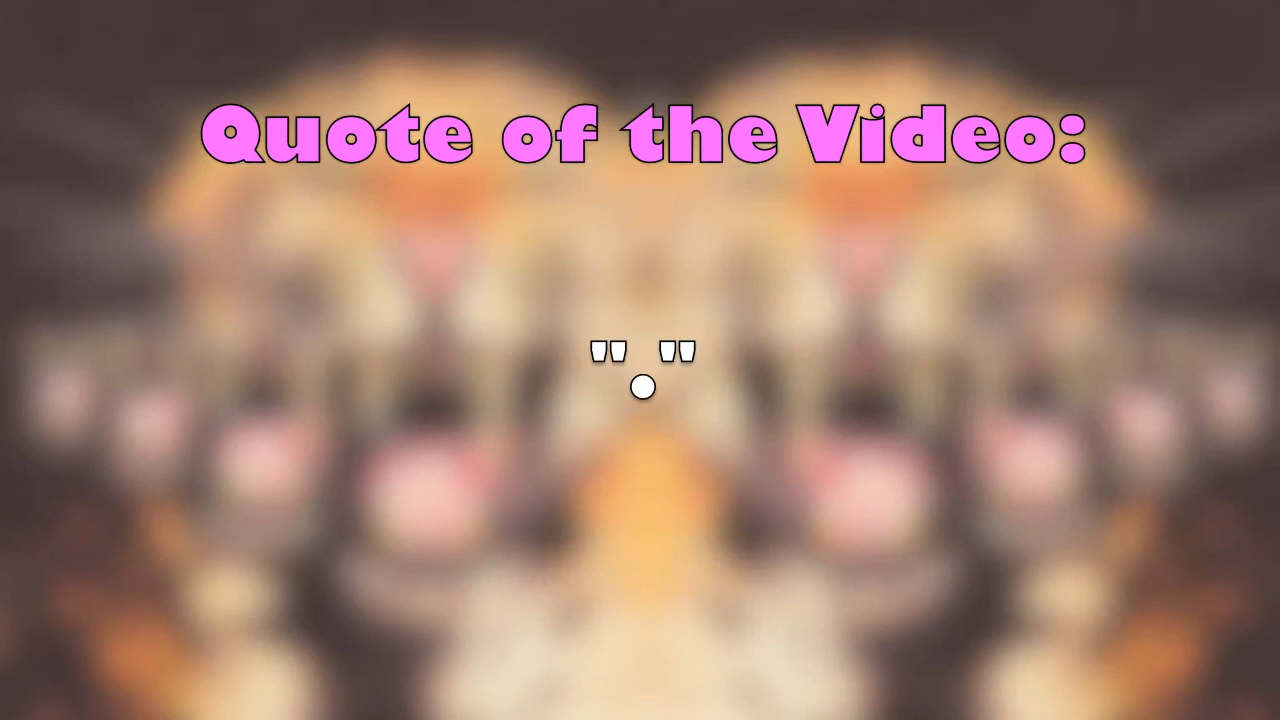 Quote of the Video:
" . "